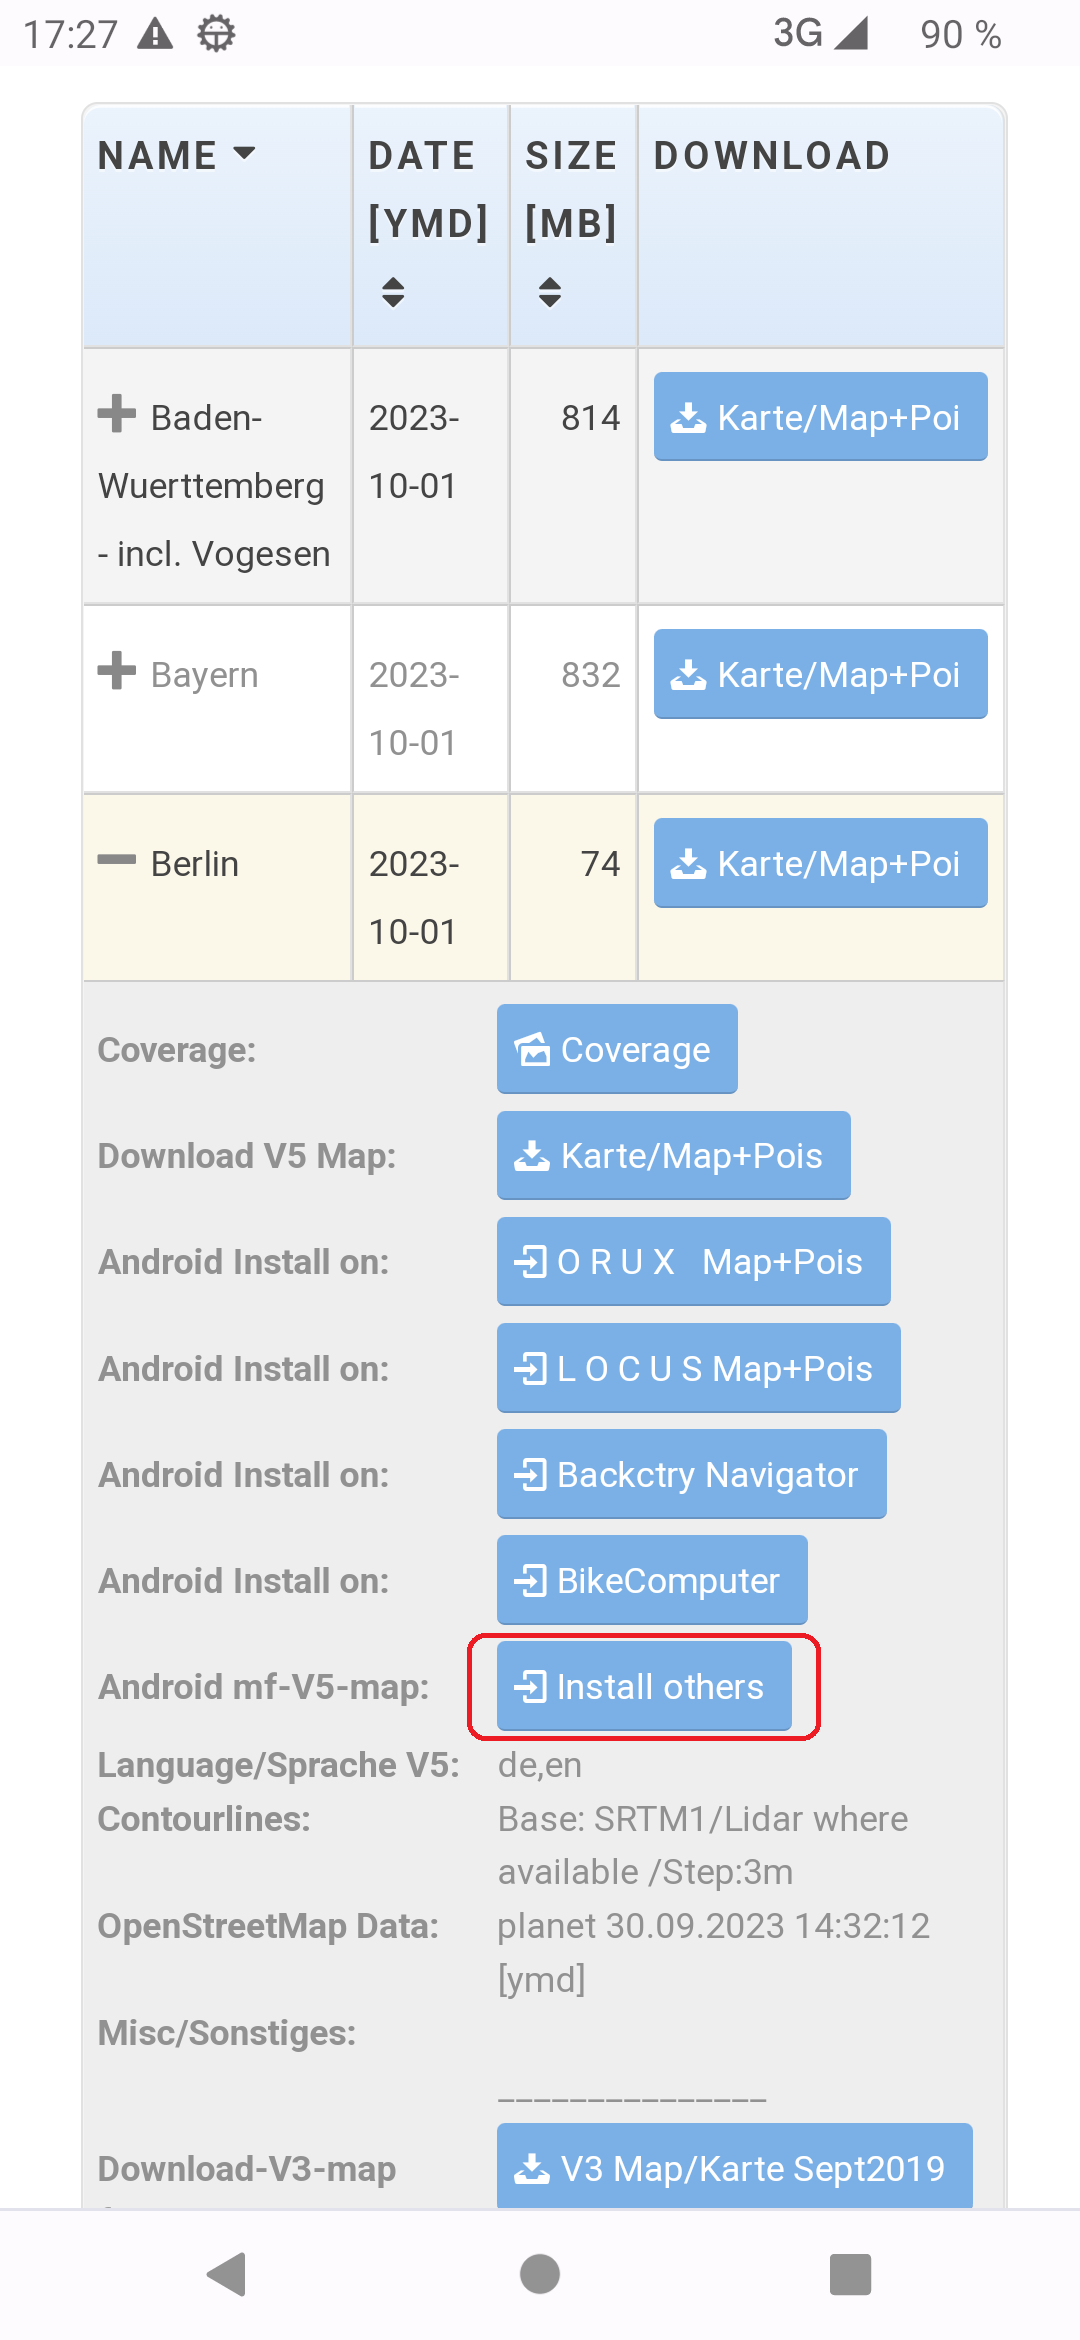 17:27 3G 90 %
NAME DATE SIZE DOWNLOAD
[YMD] [MB]
Baden- 2023- 814 Karte/Map+Poi
Wuerttemberg 10-01
- incl. Vogesen
Bayern 2023- 832 Karte/Map+Poi
10-01
Berlin 2023- 74 Karte/Map+Poi
10-01
Coverage: Coverage
Download V5 Map: Karte/Map+Pois
Android Install on: O R U X Map+Pois
Android Install on: L O C U S Map+Pois
Android Install on: Backctry Navigator
Android Install on: BikeComputer
Android mf-V5-map: Install others
Language/Sprache V5: de,en
Contourlines: Base: SRTM1/Lidar where
available /Step:3m
OpenStreetMap Data: planet 30.09.2023 14:32:12
[ymd]
Misc/Sonstiges:
_______________
Download-V3-map V3 Map/Karte Sept2019